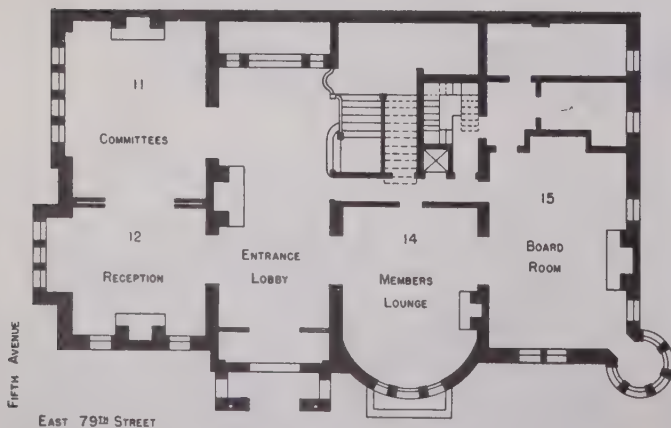 11
COMMITTEES
12
RECEPTION
ENTRANCE
LOBBY
14
MEMBERS
LOUNGE
15
BOARD
ROOM
FIFTH AVENUE
EAST 79TH STREET